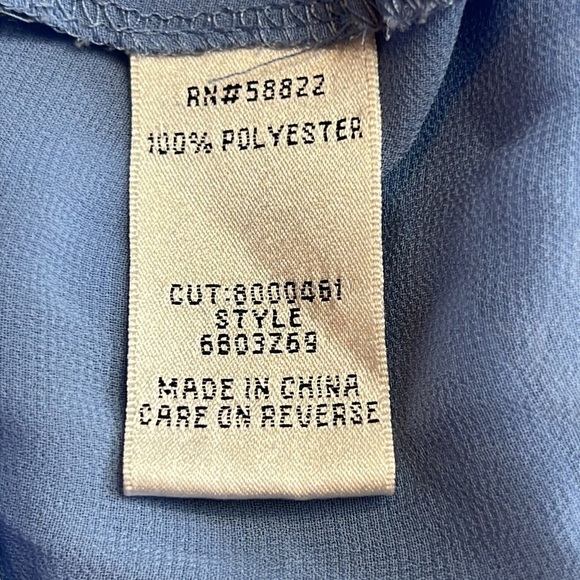 RN#58822
100% POLYESTER
CUT:8000461
STYLE
6803Z69
MADE IN CHINA
CARE ON REVERSE